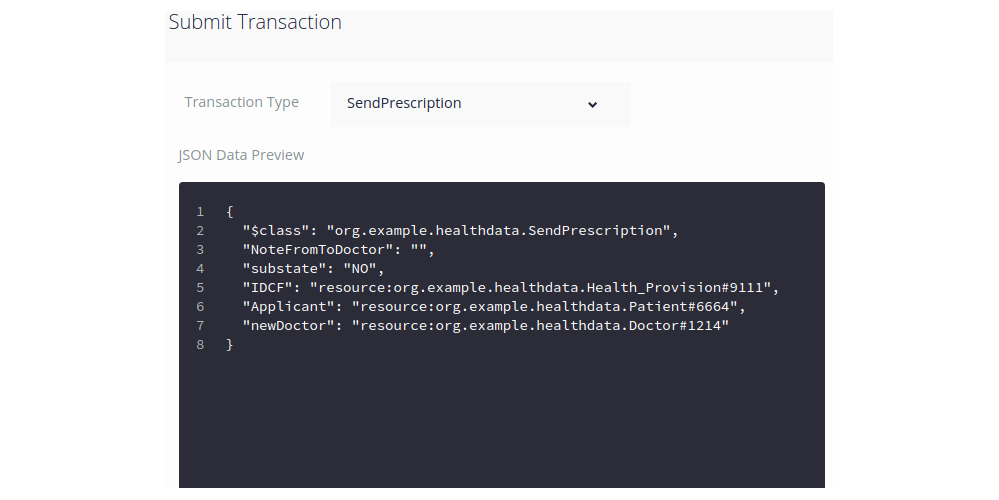 Submit Transaction
Transaction Type
SendPrescription
JSON Data Preview
1 {
2 "$class": "org.example.healthdata.SendPrescription",
3 "NoteFromToDoctor": "",
4 "substate": "NO",
5 "IDCF": "resource:org.example.healthdata.Health_Provision#9111",
6 "Applicant": "resource:org.example.healthdata.Patient#6664",
7 "newDoctor": "resource:org.example.healthdata.Doctor#1214"
8 }